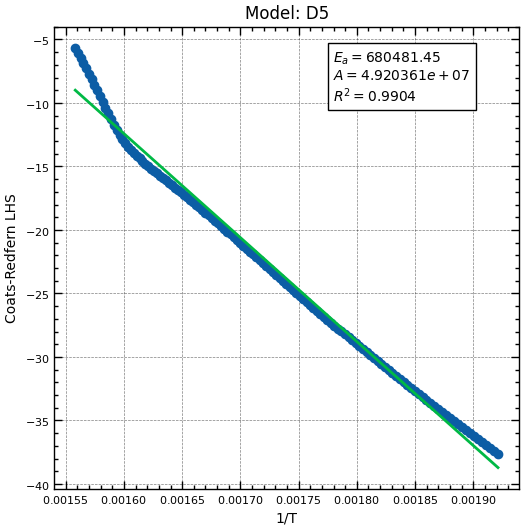 Model: D5
E_a = 680481.45
A = 4.920361e + 07
R² = 0.9904
Coats-Redfern LHS
−5
−10
−15
−20
−25
−30
−35
−40
0.00155 0.00160 0.00165 0.00170 0.00175 0.00180 0.00185 0.00190
1/T